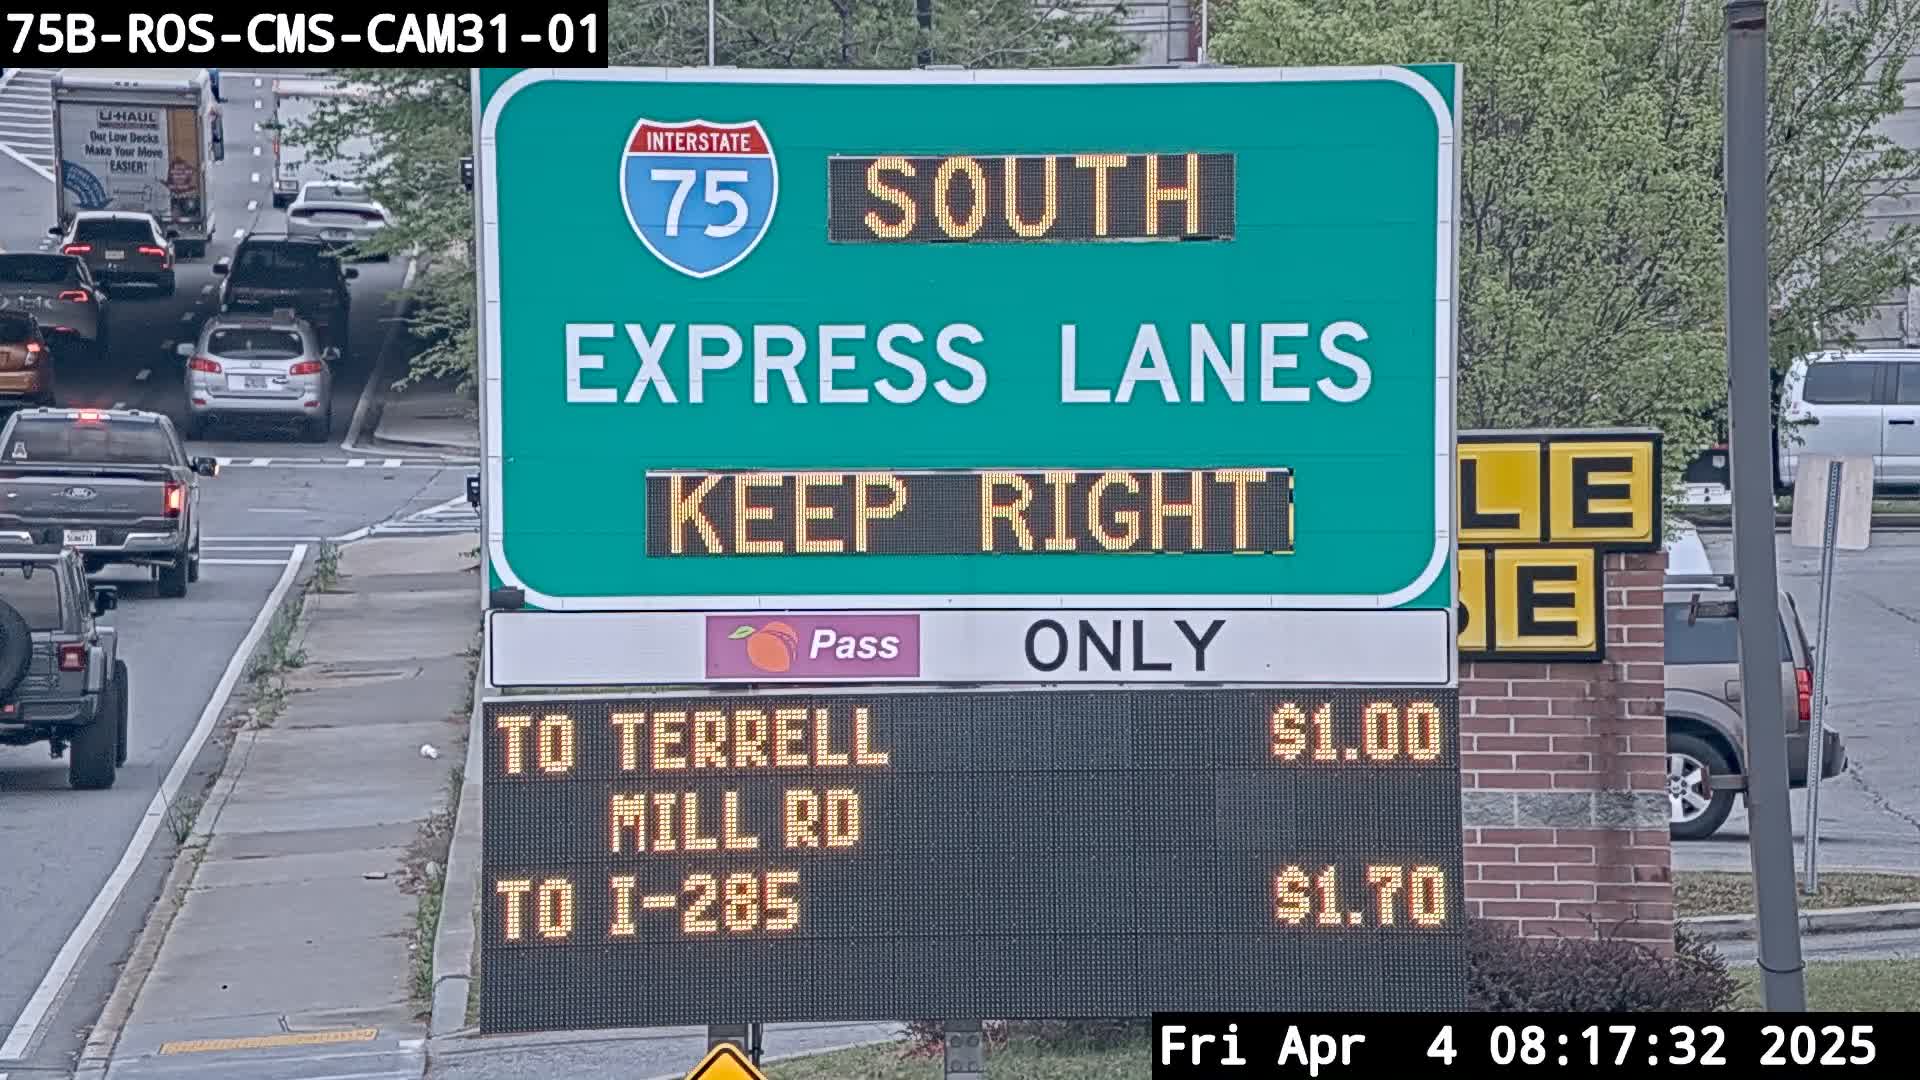 75B-ROS-CMS-CAM31-01
U-HAUL
Our Low Decks
Make Your Move
EASIER!
INTERSTATE
75
SOUTH
EXPRESS LANES
KEEP RIGHT
LE
E
Pass ONLY
TO TERRELL $1.00
MILL RD
TO I-285 $1.70
Fri Apr 4 08:17:32 2025